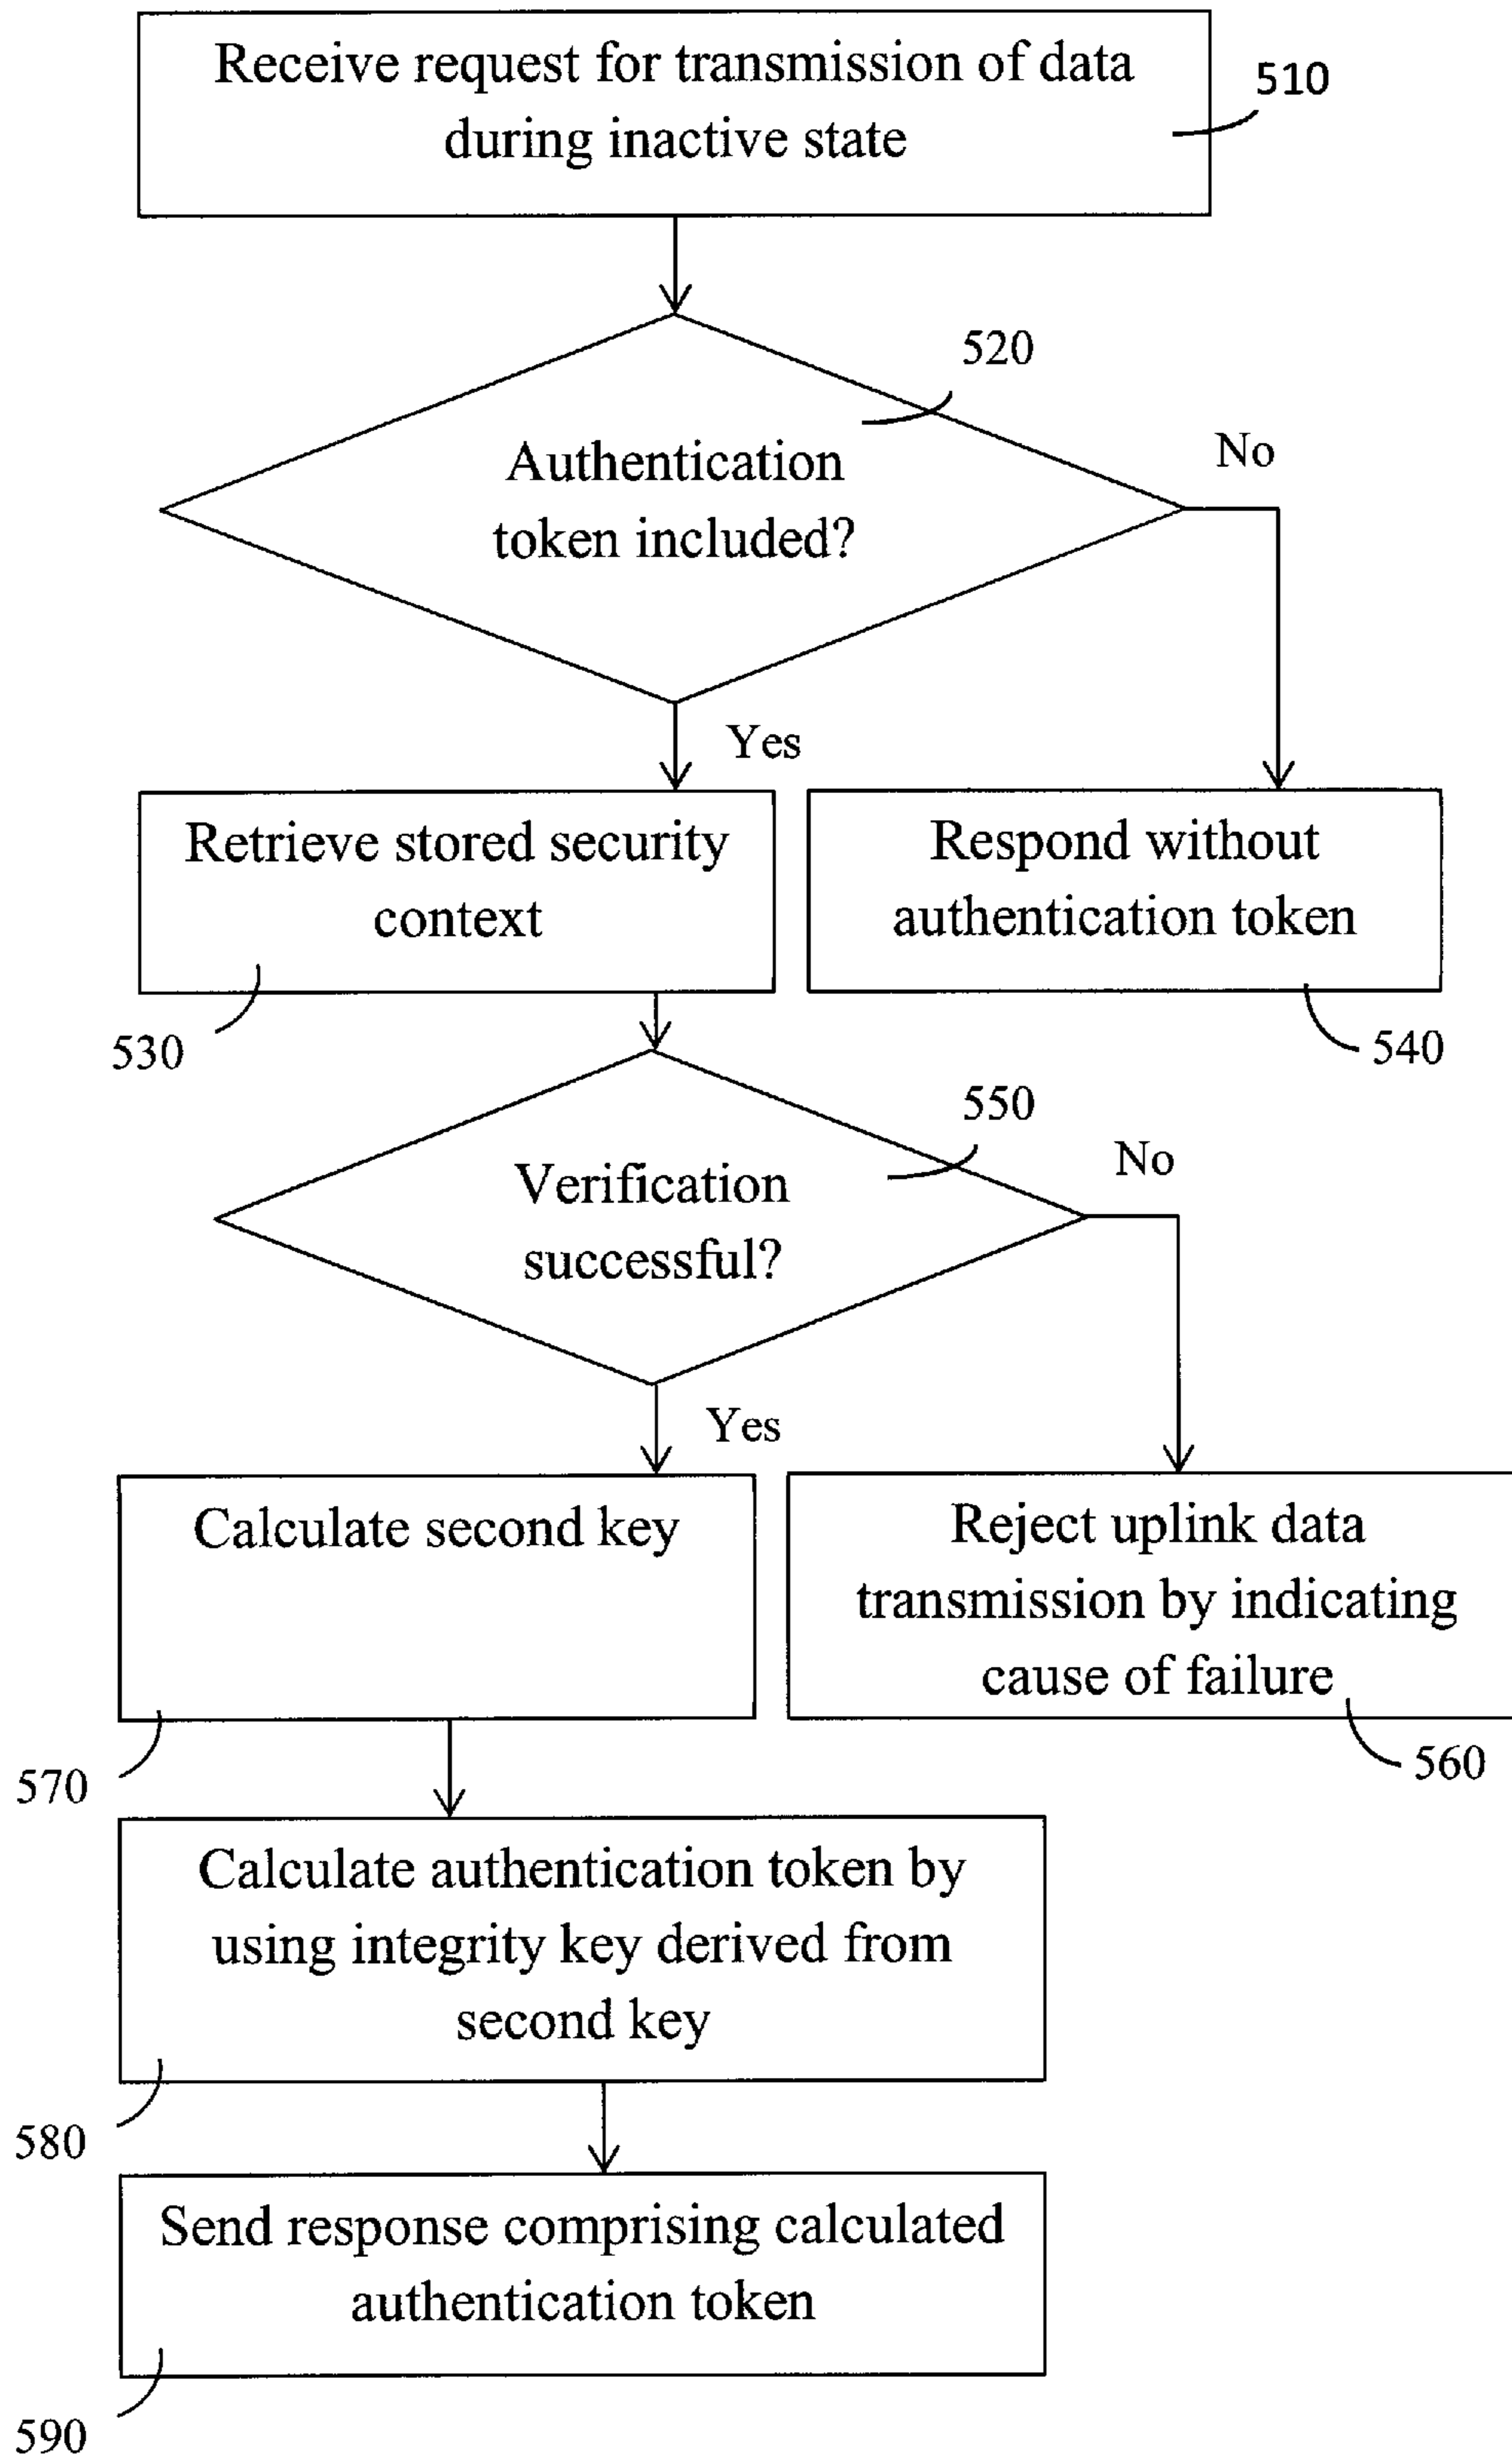 Receive request for transmission of data
during inactive state
510
520
Authentication
token included?
No
Yes
Retrieve stored security
context
530
Respond without
authentication token
540
550
Verification
successful?
No
Yes
Calculate second key
570
Reject uplink data
transmission by indicating
cause of failure
560
Calculate authentication token by
using integrity key derived from
second key
580
Send response comprising calculated
authentication token
590